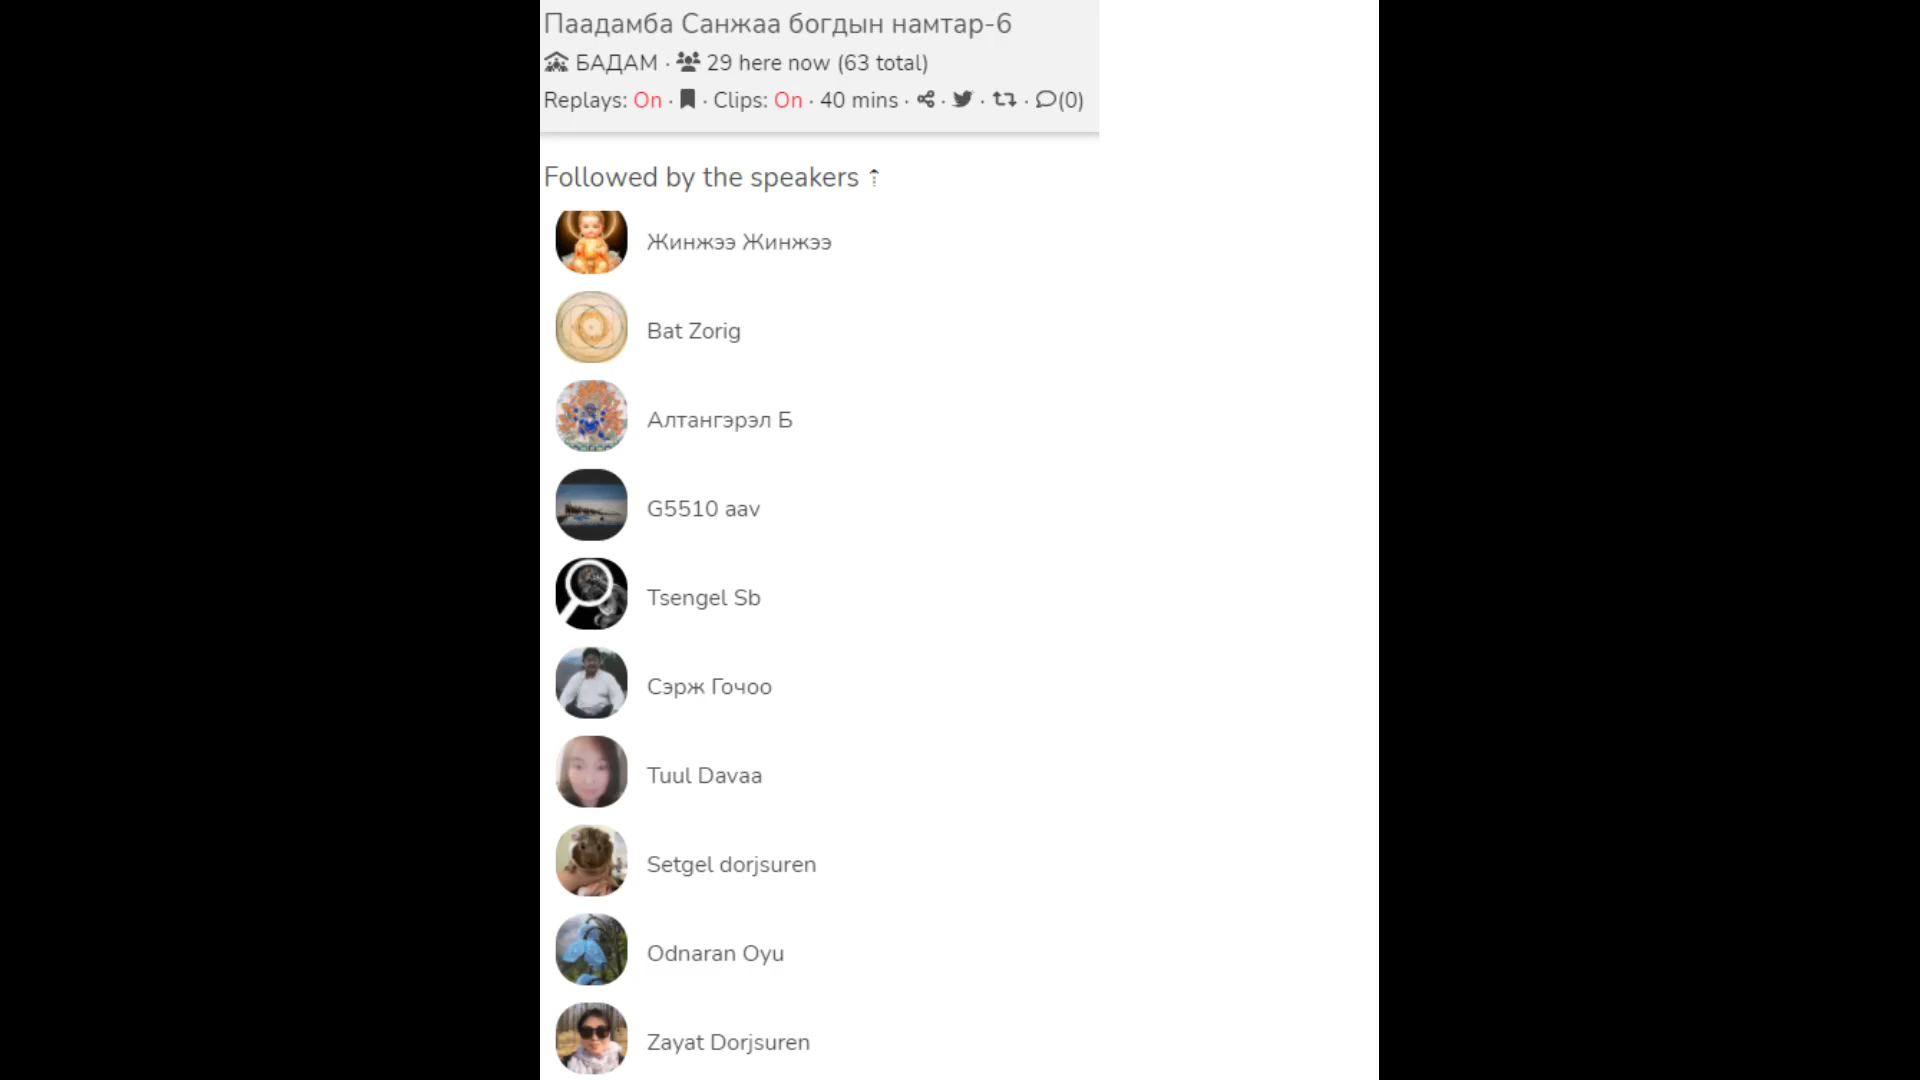 Паадамба Санжаа богдын намтар-6
БАДАМ · 29 here now (63 total)
Replays: On · · Clips: On · 40 mins · · · · (0)
Followed by the speakers ⇡
Жинжээ Жинжээ
Bat Zorig
Алтангэрэл Б
G5510 aav
Tsengel Sb
Сэрж Гочоо
Tuul Davaa
Setgel dorjsuren
Odnaran Oyu
Zayat Dorjsuren